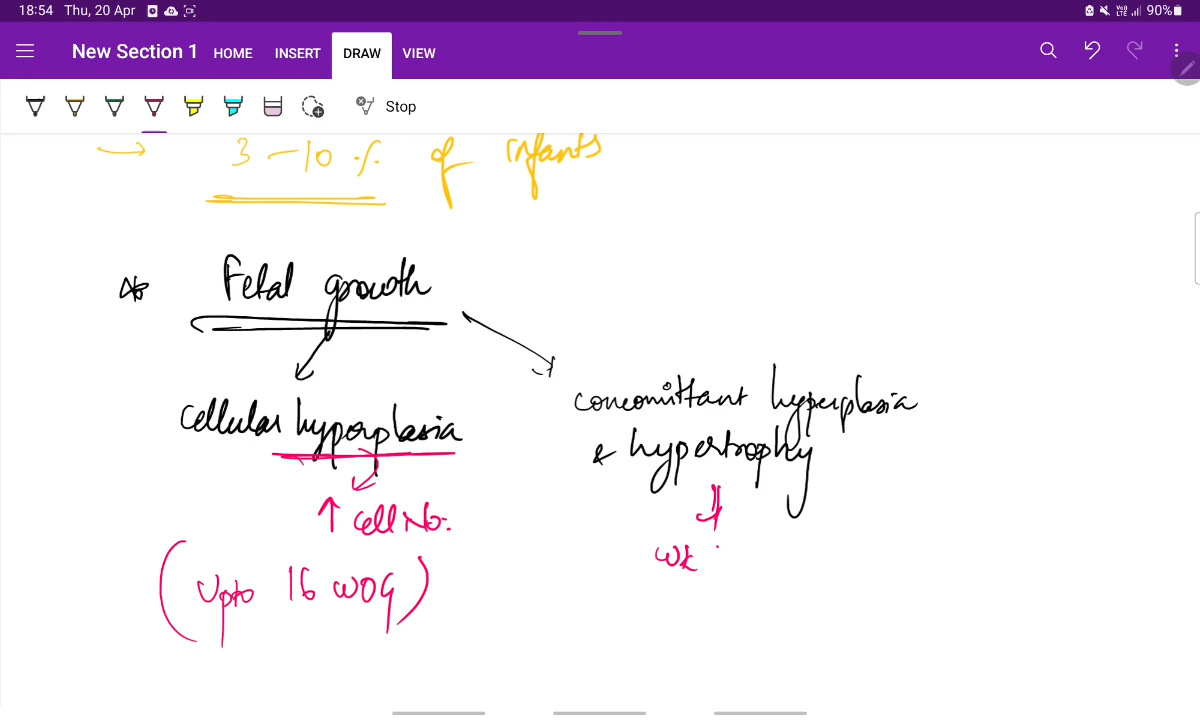 18:54 Thu, 20 Apr 90%
New Section 1 HOME INSERT DRAW VIEW
Stop
→ 3-10 % of infants
* Fetal growth
cellular hyperplasia
↑ cell No.
(Upto 16 WOG)
concomittant hyperplasia
& hypertrophy
wk